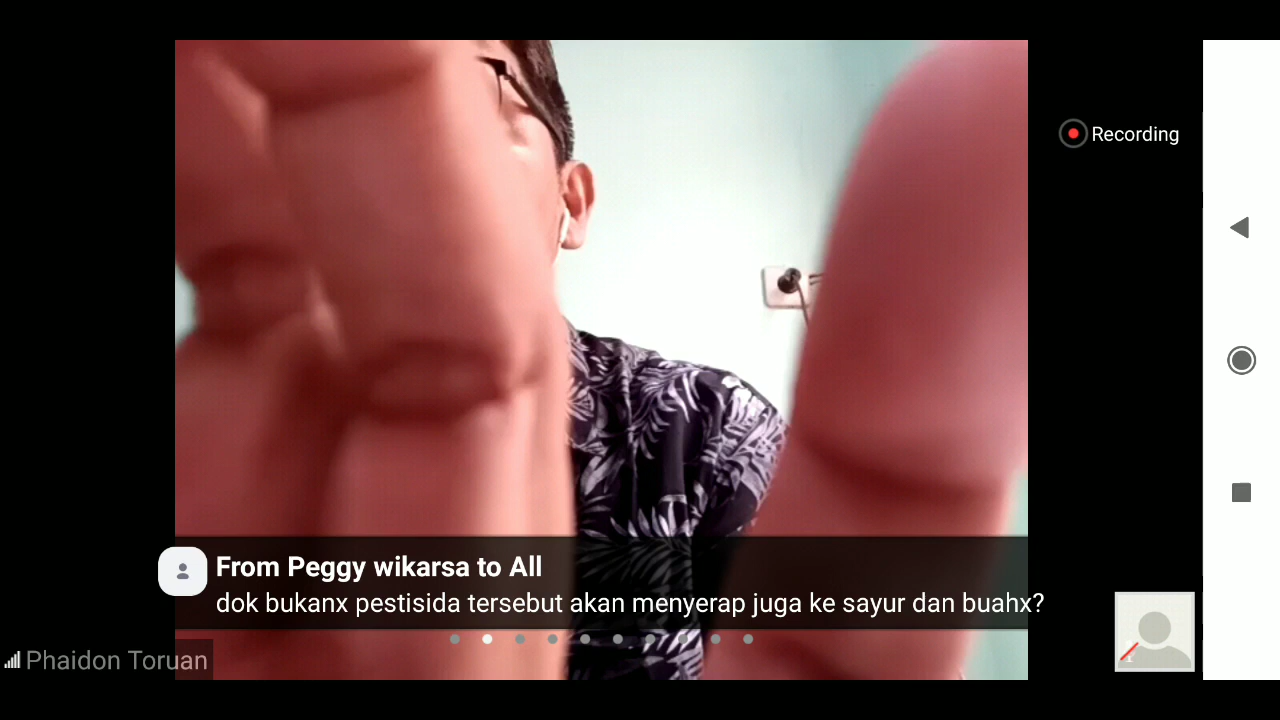 Recording
From Peggy wikarsa to All
dok bukanx pestisida tersebut akan menyerap juga ke sayur dan buahx?
Phaidon Toruan